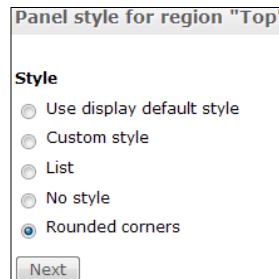 Panel style for region "Top"
Style
Use display default style
Custom style
List
No style
Rounded corners
Next